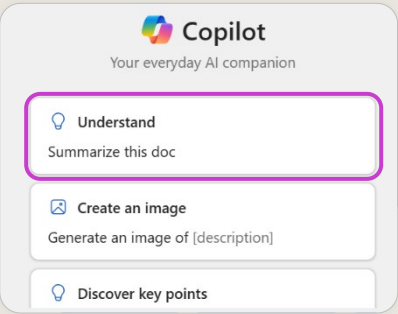 Copilot
Your everyday AI companion
Understand
Summarize this doc
Create an image
Generate an image of [description]
Discover key points